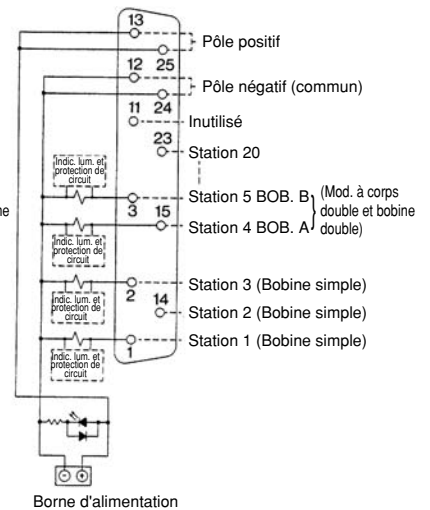 13
Pôle positif
12 25
Pôle négatif (commun)
24
11
Inutilisé
23
Station 20
Indic. lum. et
protection de
circuit
Station 5 BOB. B
(Mod. à corps
double et bobine
double)
3 15
Indic. lum. et
protection de
circuit
Station 4 BOB. A
Station 3 (Bobine simple)
2
14
Indic. lum. et
protection de
circuit
Station 2 (Bobine simple)
Station 1 (Bobine simple)
1
Indic. lum. et
protection de
circuit
ne
Borne d'alimentation